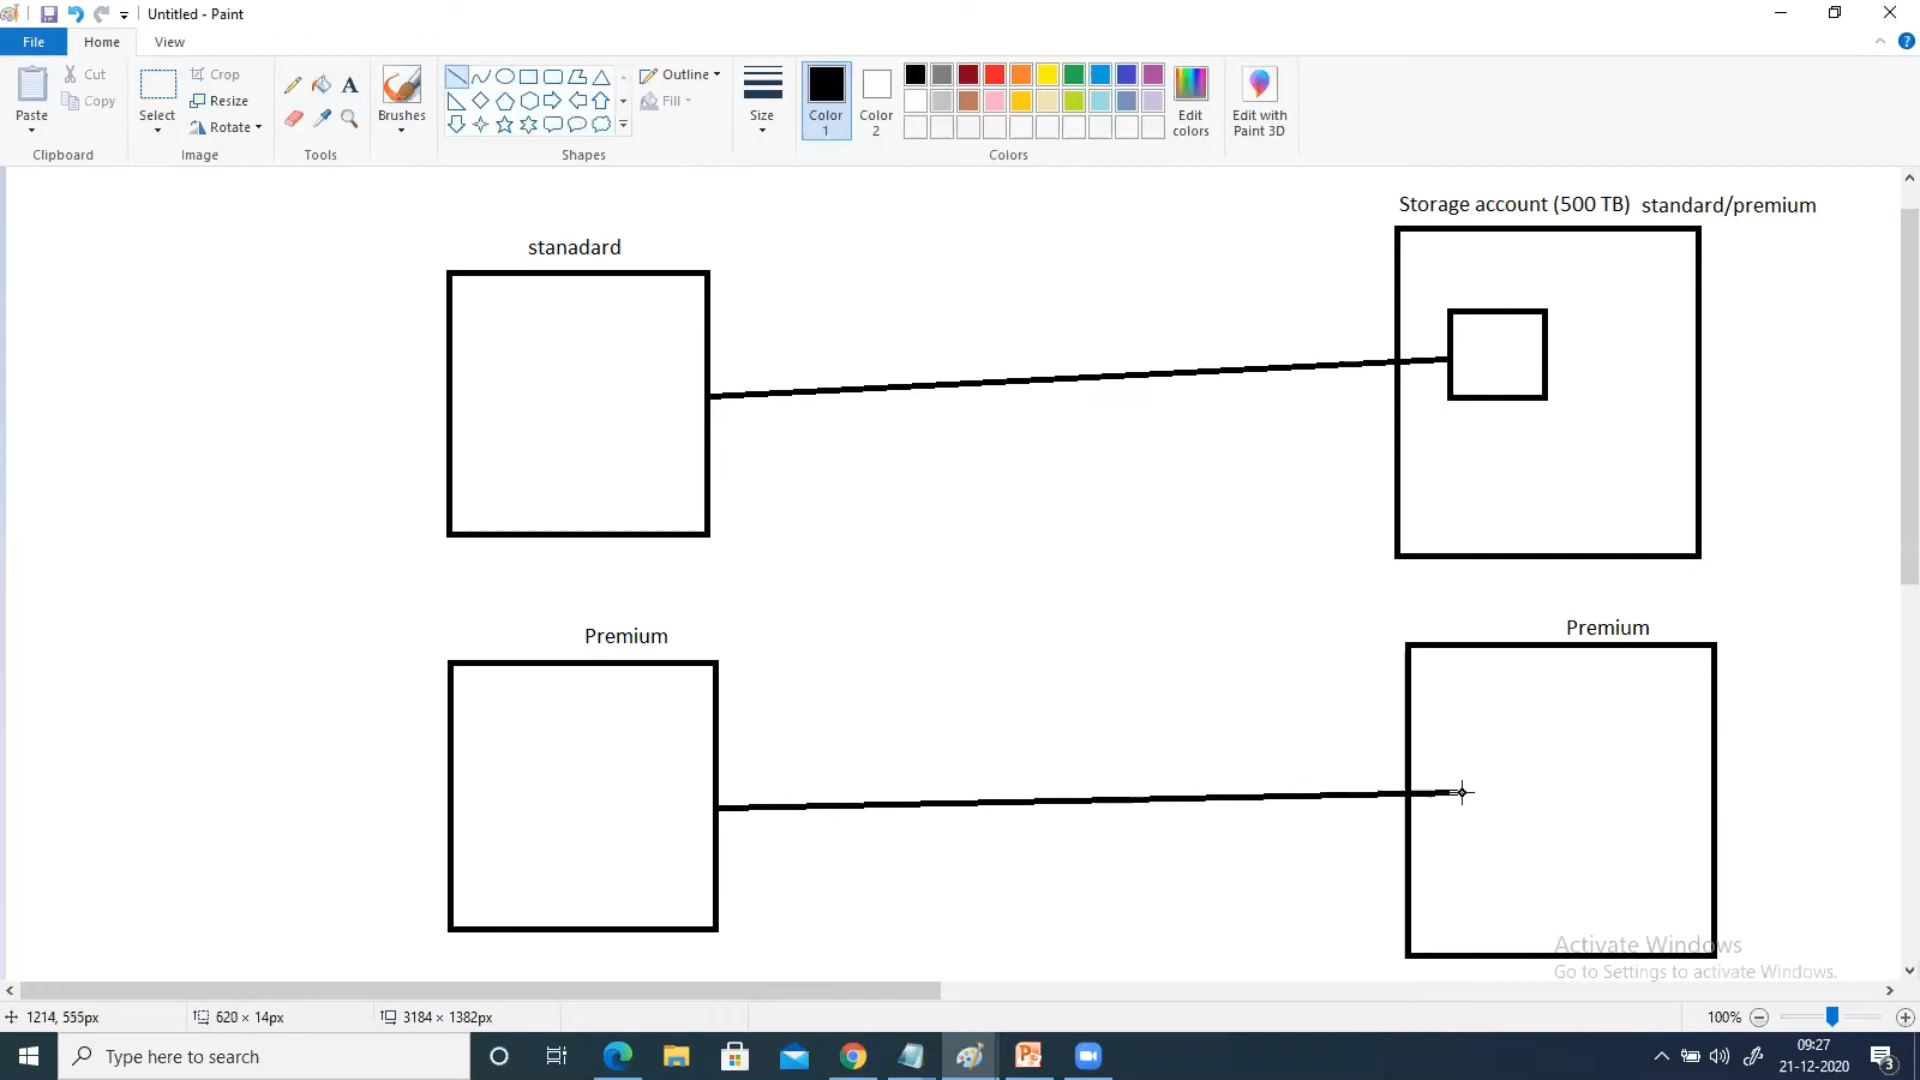 Untitled - Paint
File Home View
Paste
Cut
Copy
Clipboard
Select
Crop
Resize
Rotate
Image
Tools
A
Brushes
Shapes
Outline
Fill
Size
Color 1
Color 2
Colors
Edit colors
Edit with Paint 3D
Storage account (500 TB) standard/premium
stanadard
Premium
Premium
Activate Windows
Go to Settings to activate Windows.
1214, 555px
620 × 14px
3184 × 1382px
100%
Type here to search
09:27
21-12-2020
3